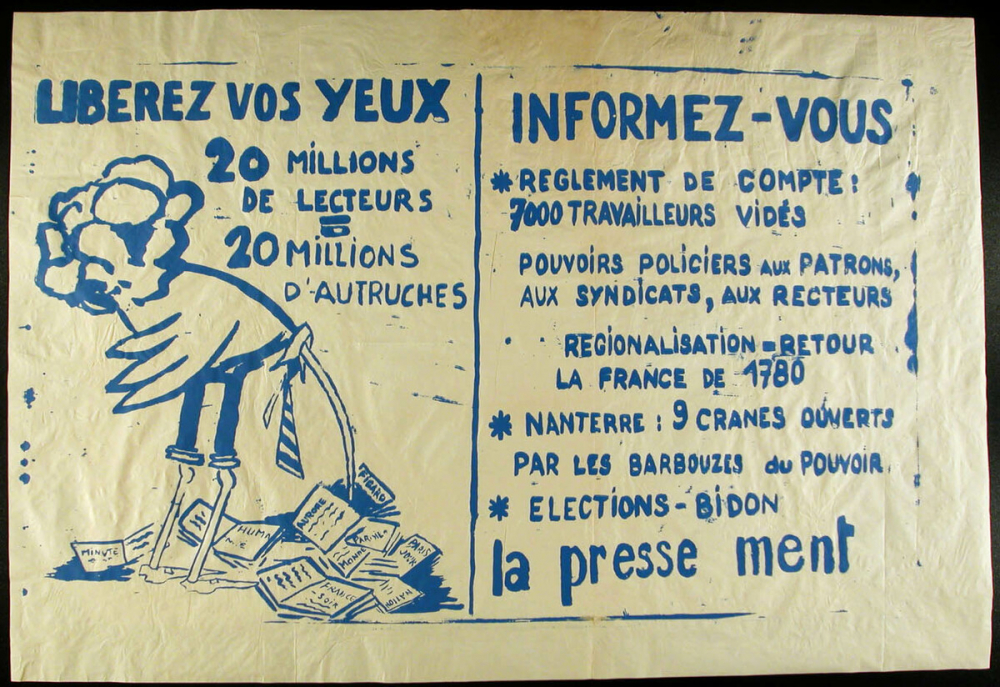 LIBEREZ VOS YEUX
20 MILLIONS
DE LECTEURS
=
20 MILLIONS
D'AUTRUCHES
MINUTE
HUMA
N.E
AURORE
FIGARO
PARIHL
MONDE
PARIS
JOUR
FRANCE
SOIR
NATION
INFORMEZ-VOUS
* REGLEMENT DE COMPTE :
7000 TRAVAILLEURS VIDÉS
POUVOIRS POLICIERS AUX PATRONS,
AUX SYNDICATS, AUX RECTEURS
REGIONALISATION = RETOUR
LA FRANCE DE 1780
* NANTERRE : 9 CRANES OUVERTS
PAR LES BARBOUZES du POUVOIR.
* ELECTIONS - BIDON
la presse ment